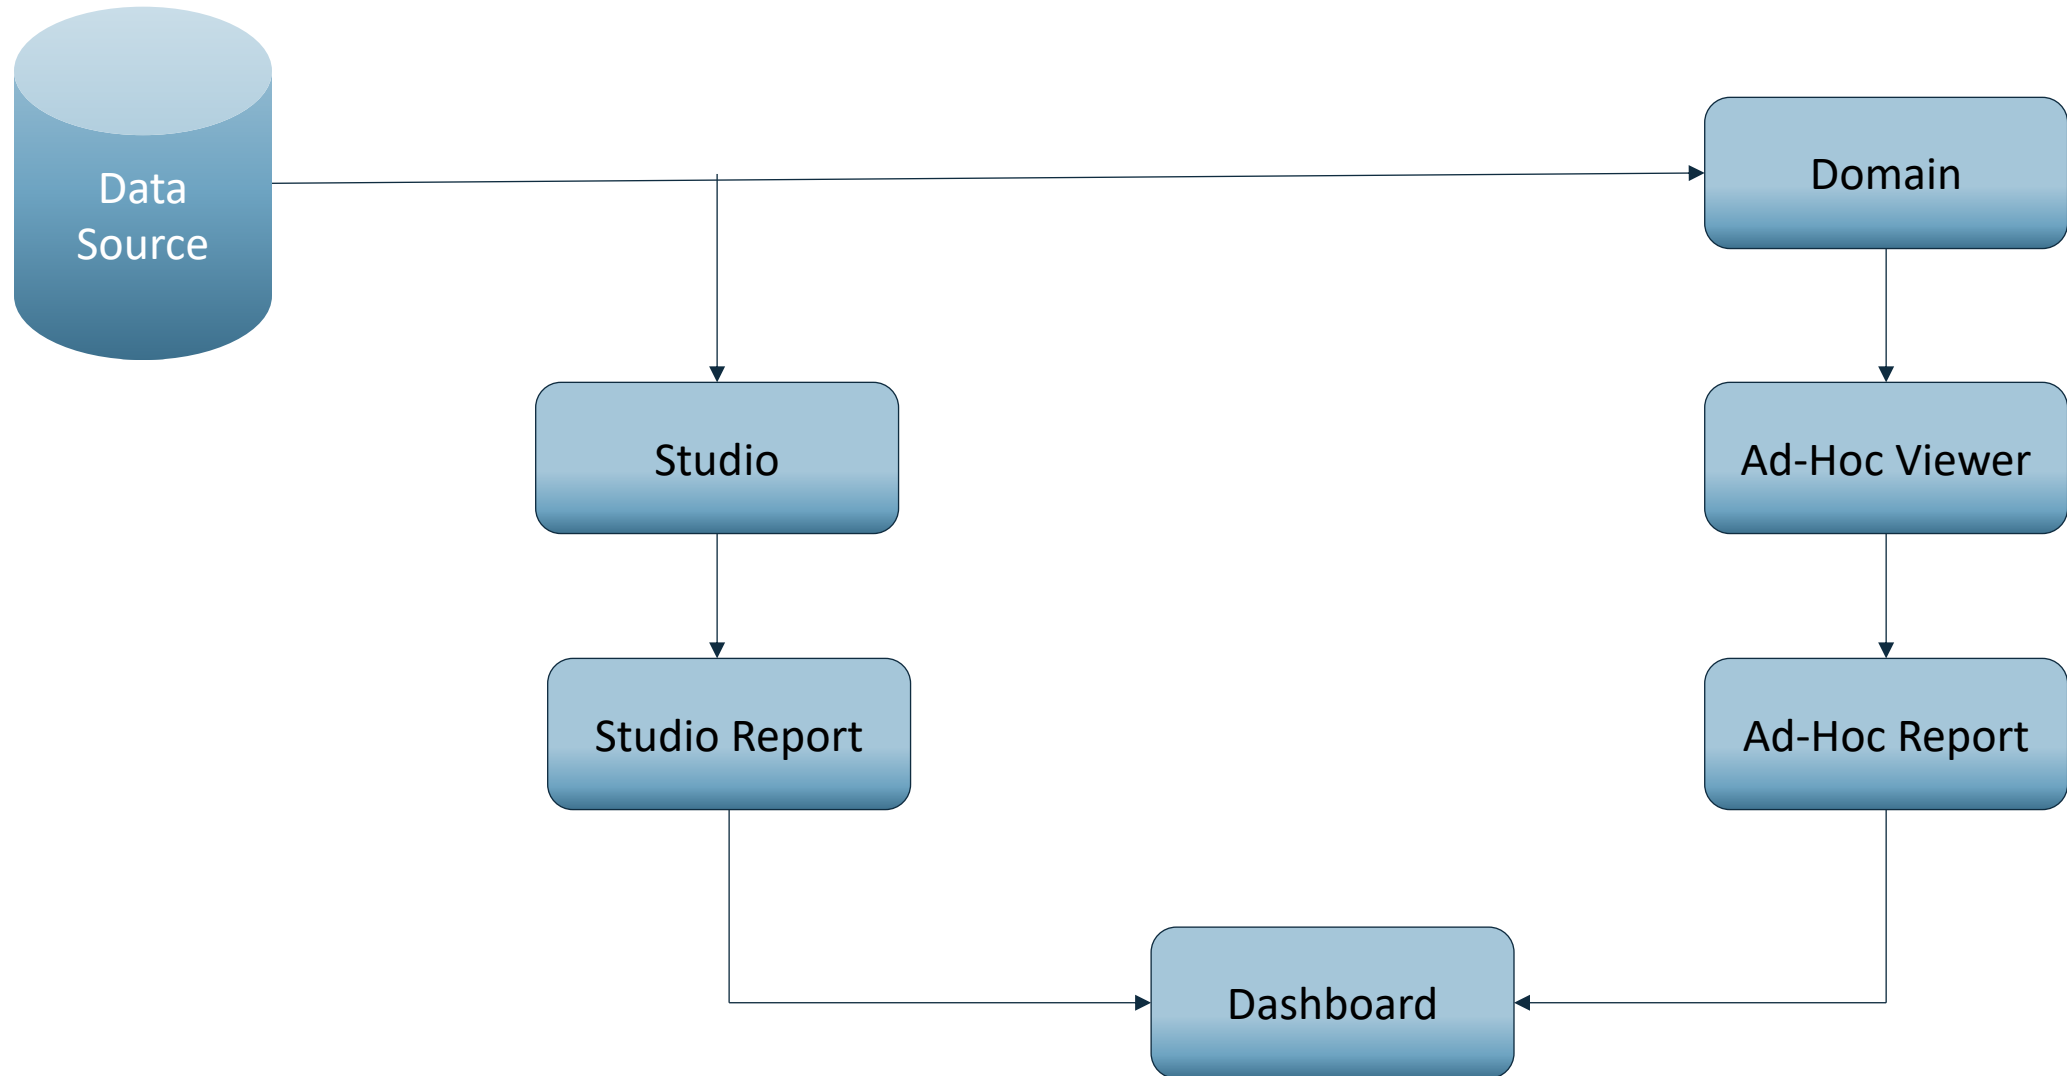 Data
Source
Domain
Studio
Ad-Hoc Viewer
Studio Report
Ad-Hoc Report
Dashboard